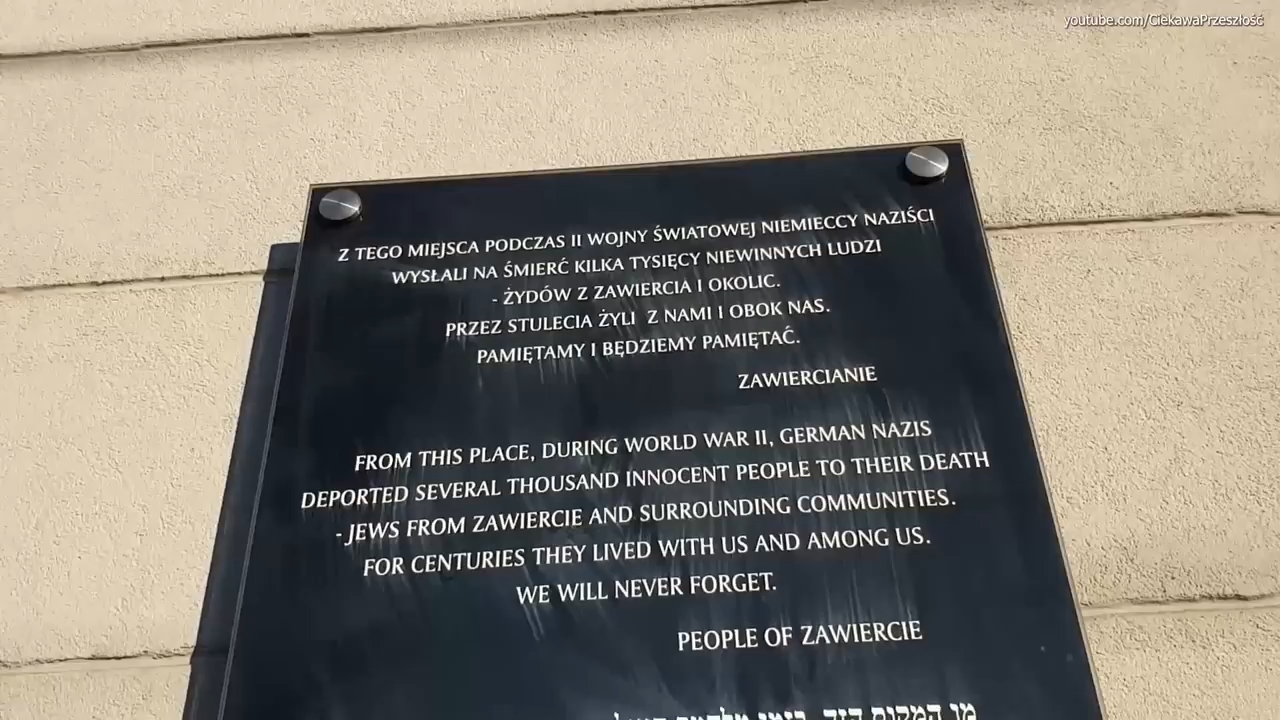 youtube.com/CiekawaPrzeszłość
Z TEGO MIEJSCA PODCZAS II WOJNY ŚWIATOWEJ NIEMIECCY NAZIŚCI
WYSŁALI NA ŚMIERĆ KILKA TYSIĘCY NIEWINNYCH LUDZI
- ŻYDÓW Z ZAWIERCIA I OKOLIC.
PRZEZ STULECIA ŻYLI Z NAMI I OBOK NAS.
PAMIĘTAMY I BĘDZIEMY PAMIĘTAĆ.
ZAWIERCIANIE
FROM THIS PLACE, DURING WORLD WAR II, GERMAN NAZIS
DEPORTED SEVERAL THOUSAND INNOCENT PEOPLE TO THEIR DEATH
- JEWS FROM ZAWIERCIE AND SURROUNDING COMMUNITIES.
FOR CENTURIES THEY LIVED WITH US AND AMONG US.
WE WILL NEVER FORGET.
PEOPLE OF ZAWIERCIE
מן המקום הזה,